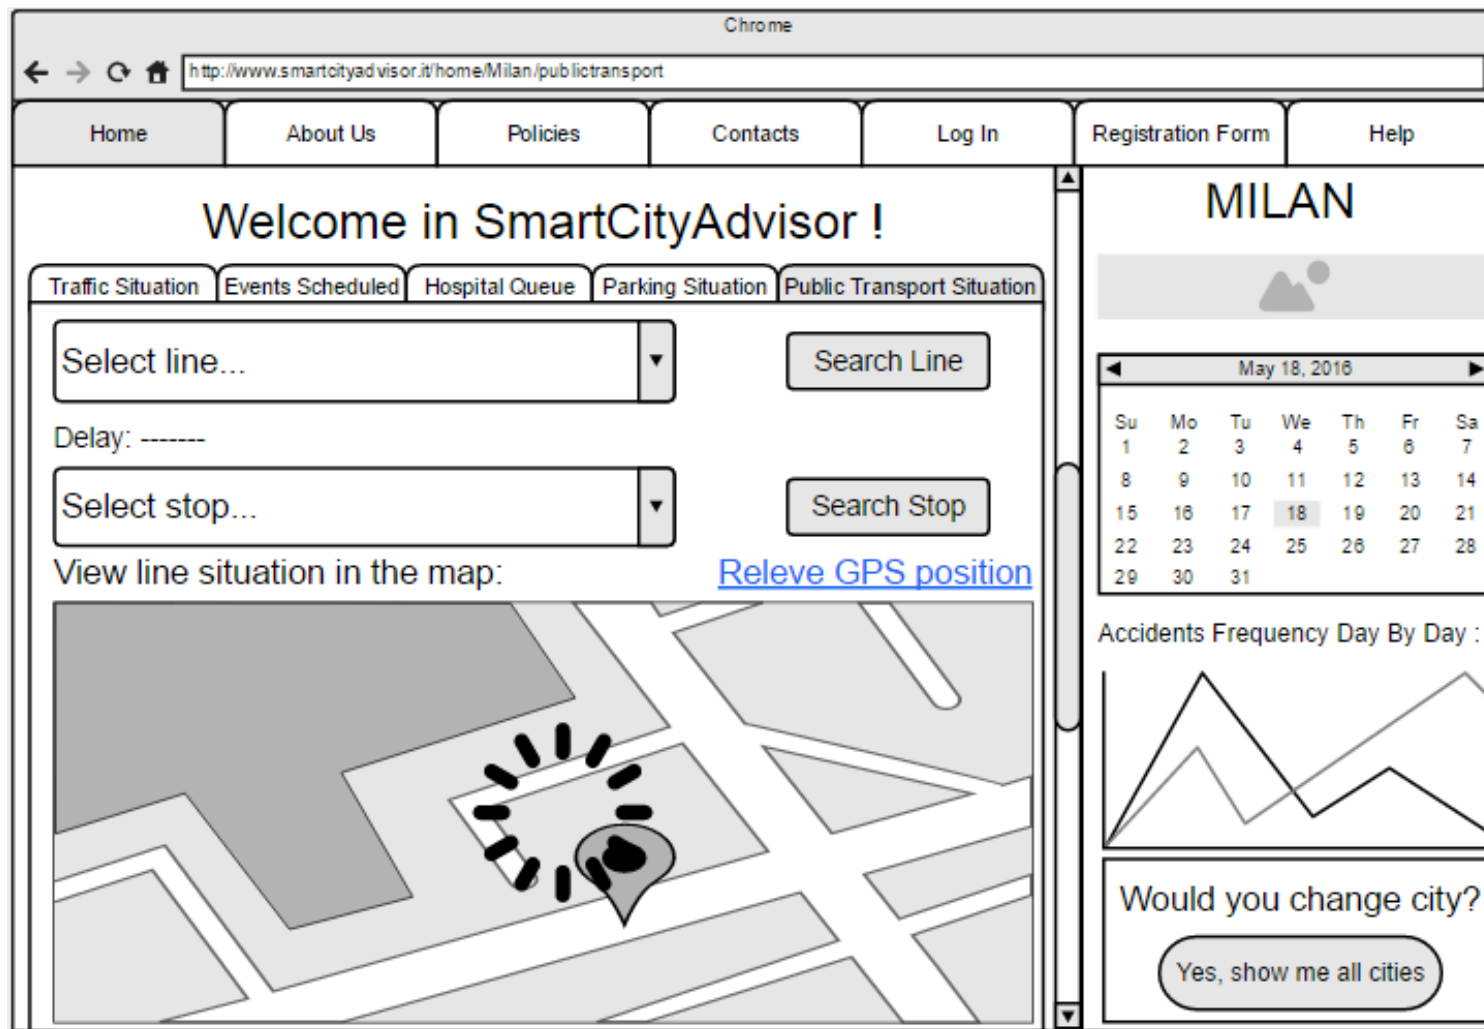 Chrome
http://www.smartcityadvisor.it/home/Milan/publictransport
Home About Us Policies Contacts Log In Registration Form Help
Welcome in SmartCityAdvisor !
Traffic Situation Events Scheduled Hospital Queue Parking Situation Public Transport Situation
Select line...
Search Line
Delay: -------
Select stop...
Search Stop
View line situation in the map:
Releve GPS position
MILAN
May 18, 2016
Su Mo Tu We Th Fr Sa
1 2 3 4 5 6 7
8 9 10 11 12 13 14
15 16 17 18 19 20 21
22 23 24 25 26 27 28
29 30 31
Accidents Frequency Day By Day :
Would you change city?
Yes, show me all cities